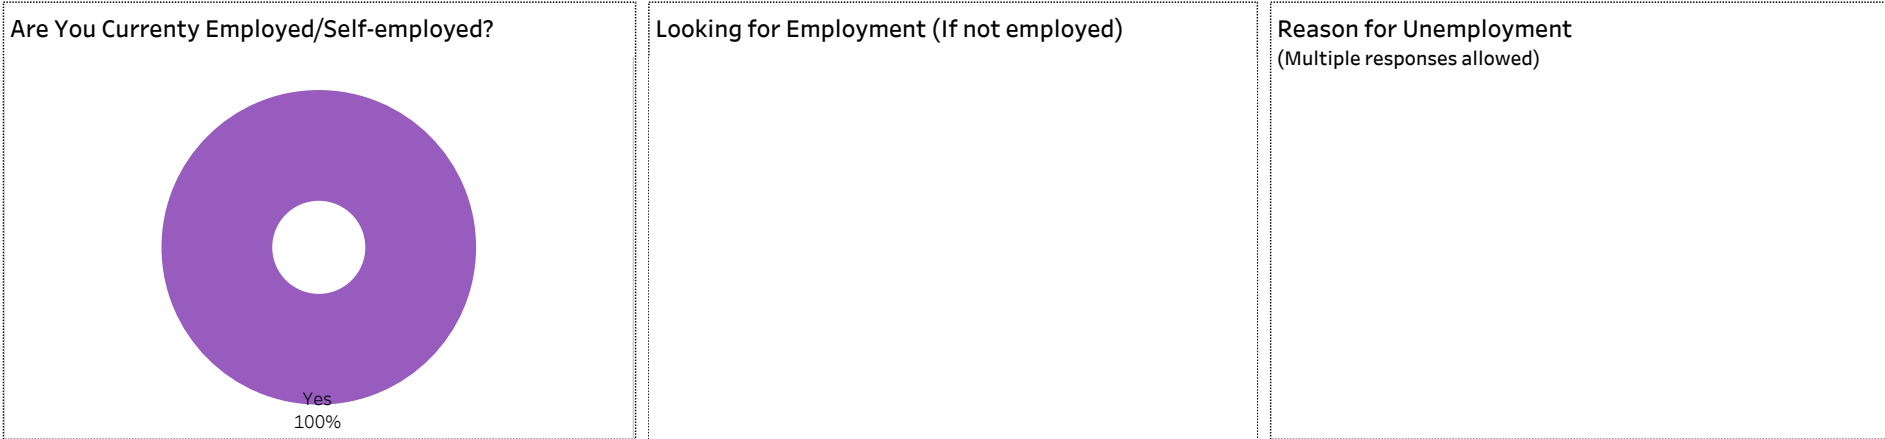 Are You Currenty Employed/Self-employed?
Yes
100%
Looking for Employment (If not employed)
Reason for Unemployment
(Multiple responses allowed)